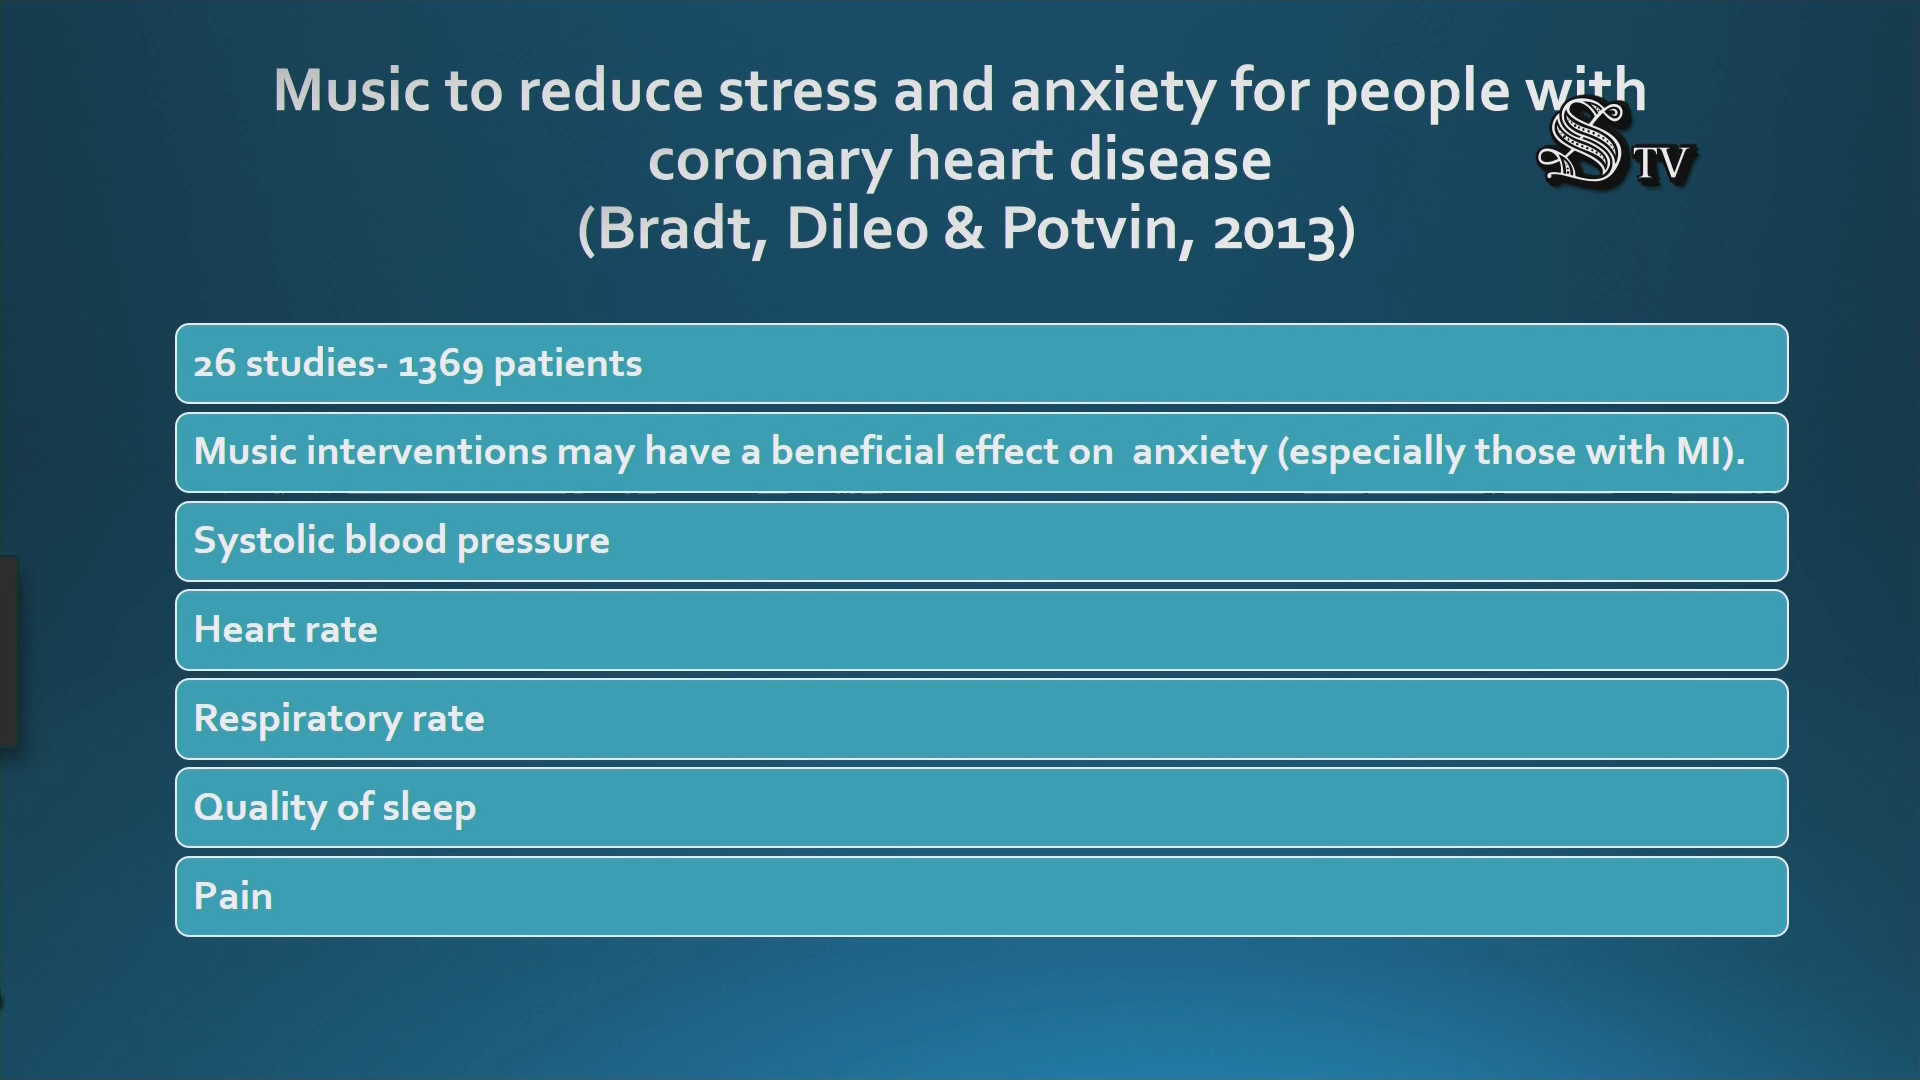 Music to reduce stress and anxiety for people with
coronary heart disease
(Bradt, Dileo & Potvin, 2013)
S TV
26 studies- 1369 patients
Music interventions may have a beneficial effect on  anxiety (especially those with MI).
Systolic blood pressure
Heart rate
Respiratory rate
Quality of sleep
Pain